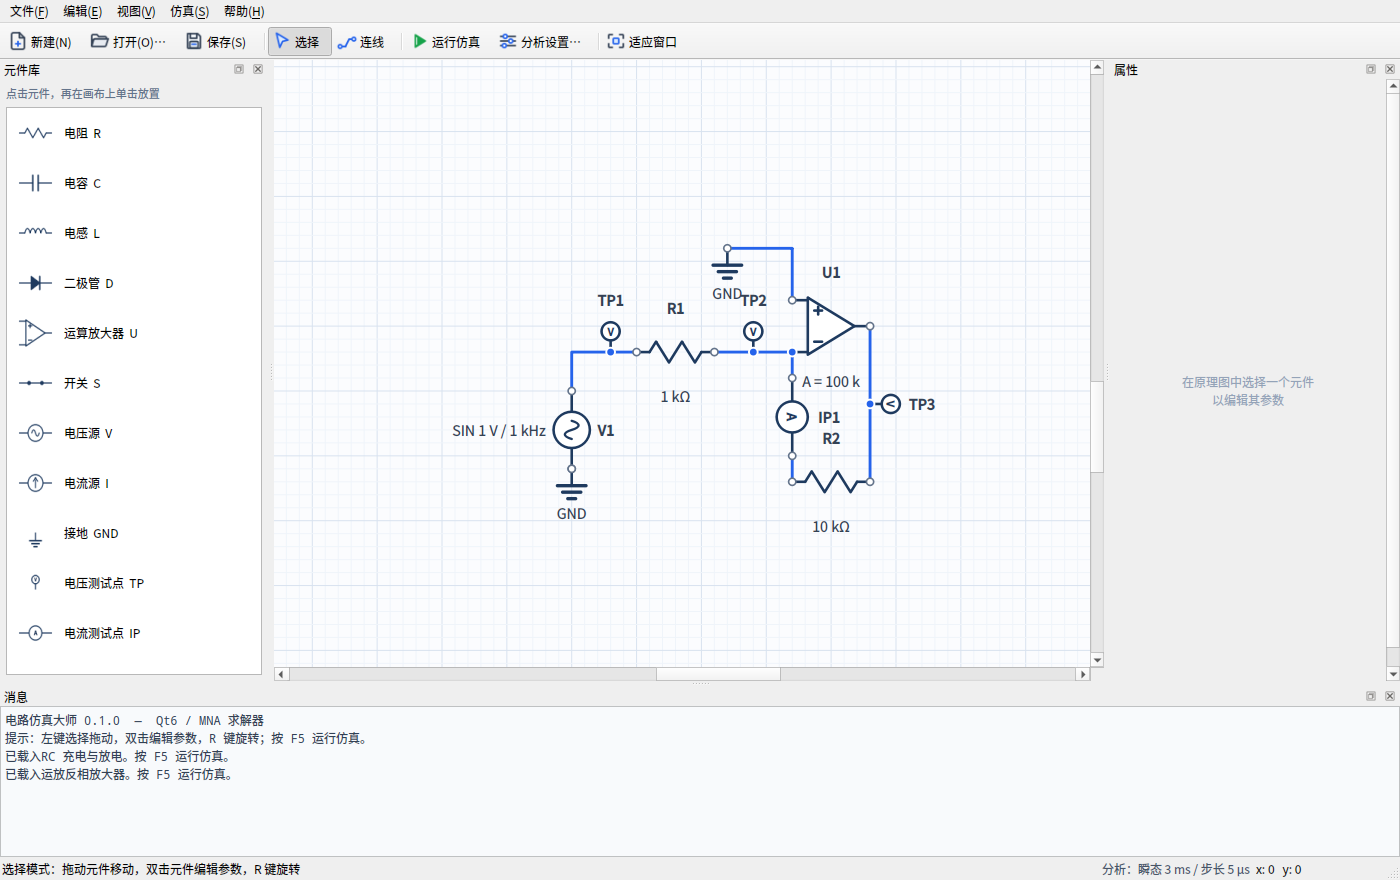 文件(F) 编辑(E) 视图(V) 仿真(S) 帮助(H)
新建(N) 打开(O)··· 保存(S) 选择 连线 运行仿真 分析设置··· 适应窗口
元件库
点击元件，再在画布上单击放置
电阻 R
电容 C
电感 L
二极管 D
运算放大器 U
开关 S
电压源 V
电流源 I
接地 GND
电压测试点 TP
电流测试点 IP
U1
GND
TP1
TP2
R1
V
V
+
−
A = 100 k
1 kΩ
A
IP1
V
TP3
SIN 1 V / 1 kHz
V1
R2
GND
10 kΩ
属性
在原理图中选择一个元件
以编辑其参数
消息
电路仿真大师 0.1.0 — Qt6 / MNA 求解器
提示：左键选择拖动，双击编辑参数，R 键旋转；按 F5 运行仿真。
已载入RC 充电与放电。按 F5 运行仿真。
已载入运放反相放大器。按 F5 运行仿真。
选择模式：拖动元件移动，双击元件编辑参数，R 键旋转
分析：瞬态 3 ms / 步长 5 µs x: 0 y: 0